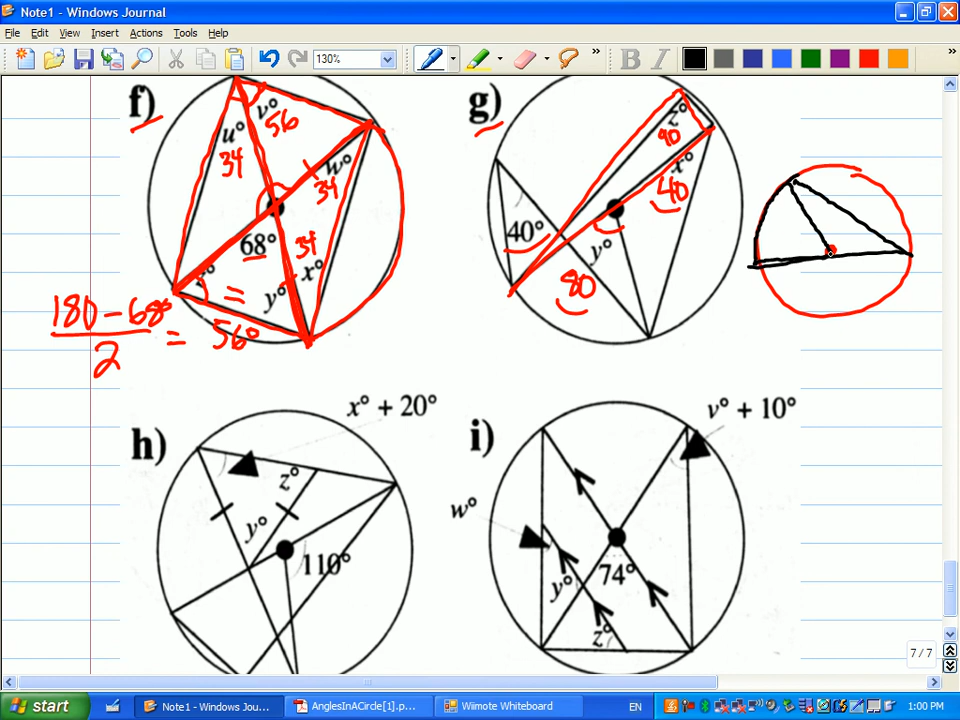 Note1 - Windows Journal
File Edit View Insert Actions Tools Help
130%
B I
f)
v°
56
u°
34
w°
34
68°
34
x°
y°
180 - 68°
2
= 56°
g)
z°
90
x°
40
40°
y°
80
h)
x° + 20°
z°
y°
110°
i)
v° + 10°
w°
74°
y°
z°
7 / 7
start
Note1 - Windows Jou...
AnglesInACircle[1].p...
Wiimote Whiteboard
EN
1:00 PM